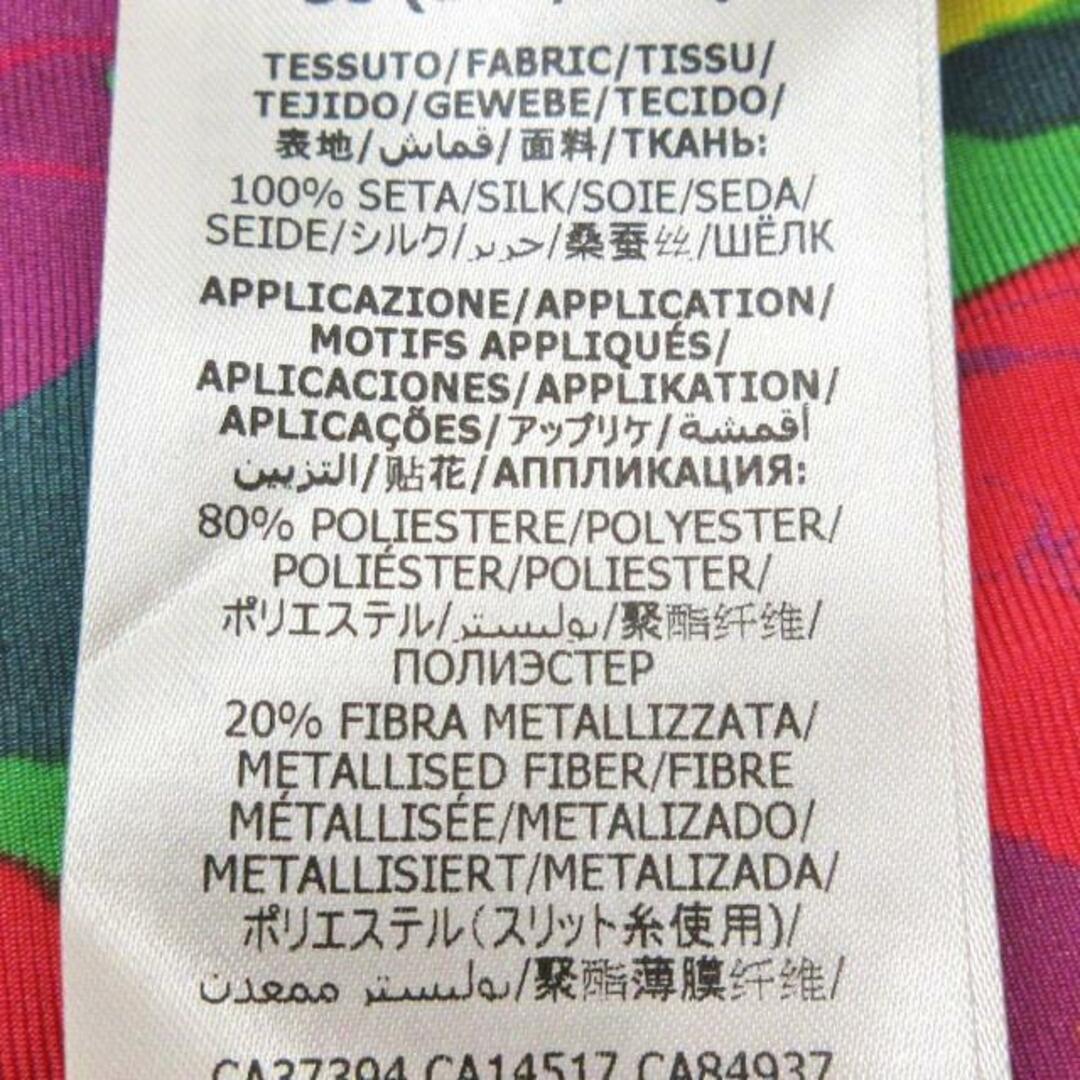 TESSUTO/FABRIC/TISSU/
TEJIDO/GEWEBE/TECIDO/
表地/قماش/面料/ТКАНЬ:
100% SETA/SILK/SOIE/SEDA/
SEIDE/シルク/حرير/桑蚕丝/ШЁЛК
APPLICAZIONE/APPLICATION/
MOTIFS APPLIQUÉS/
APLICACIONES/APPLIKATION/
APLICAÇÕES/アップリケ/أقمشة
التزيين/贴花/АППЛИКАЦИЯ:
80% POLIESTERE/POLYESTER/
POLIÉSTER/POLIESTER/
ポリエステル/بوليستر/聚酯纤维/
ПОЛИЭСТЕР
20% FIBRA METALLIZZATA/
METALLISED FIBER/FIBRE
MÉTALLISÉE/METALIZADO/
METALLISIERT/METALIZADA/
ポリエステル(スリット糸使用)/
بوليستر ممعدن/聚酯薄膜纤维/
CA37394 CA14517 CA84937